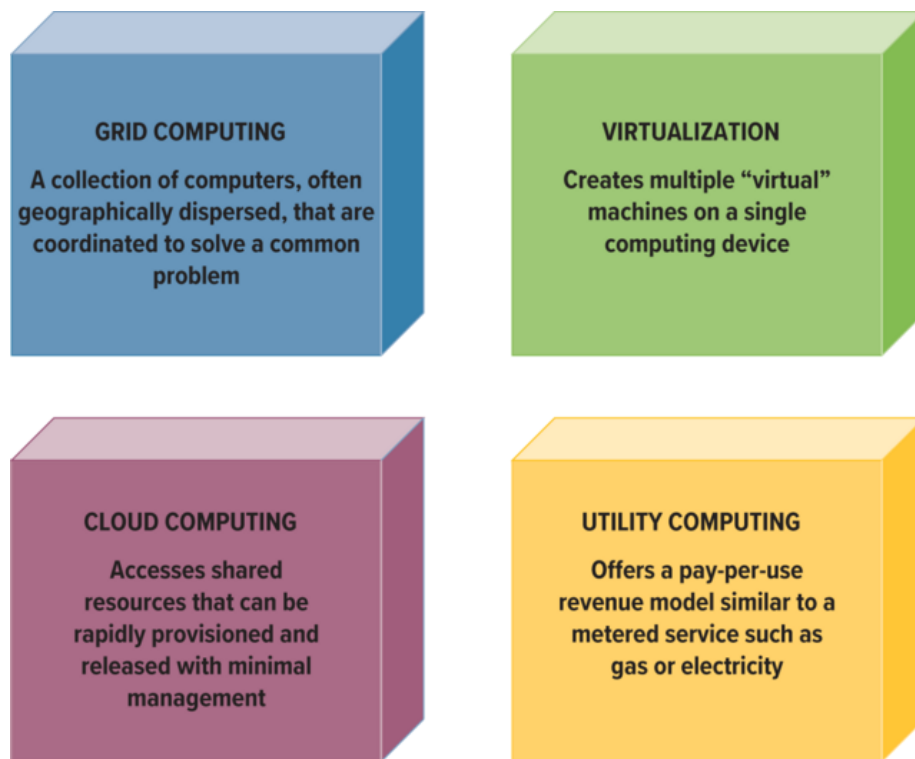 GRID COMPUTING
A collection of computers, often
geographically dispersed, that are
coordinated to solve a common
problem
VIRTUALIZATION
Creates multiple “virtual”
machines on a single
computing device
CLOUD COMPUTING
Accesses shared
resources that can be
rapidly provisioned and
released with minimal
management
UTILITY COMPUTING
Offers a pay-per-use
revenue model similar to a
metered service such as
gas or electricity